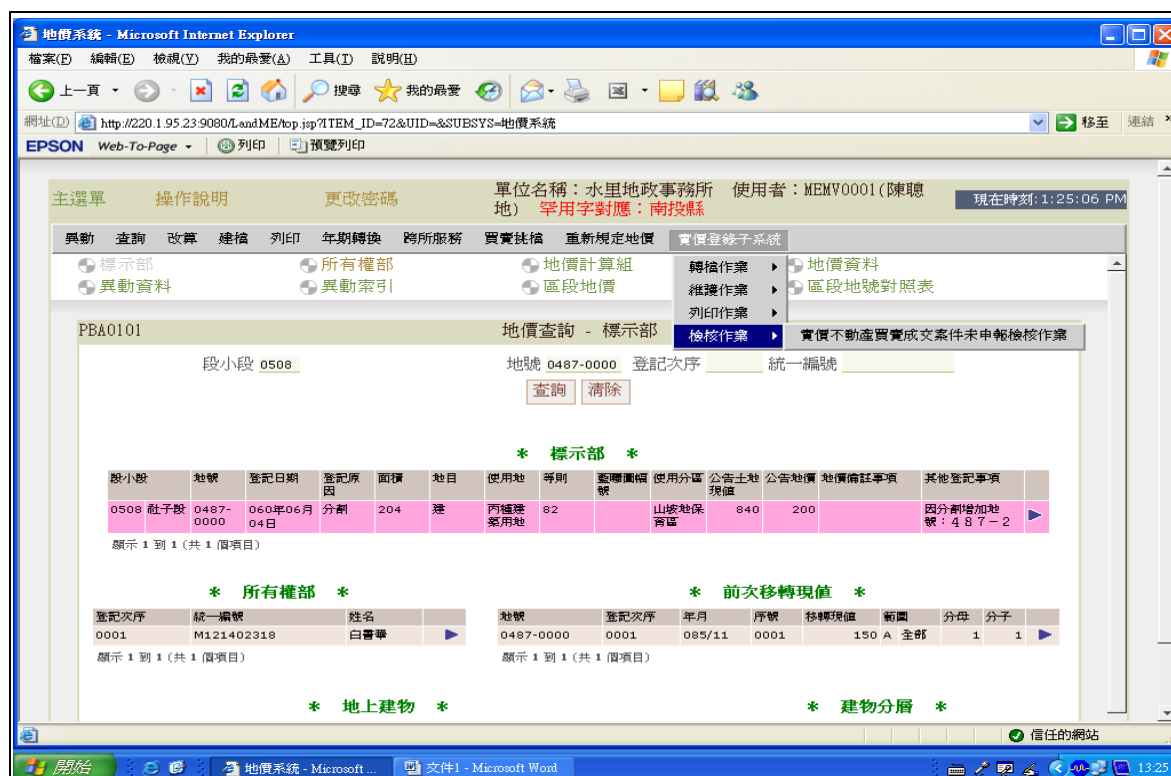 地價系統 - Microsoft Internet Explorer
檔案(F) 編輯(E) 檢視(V) 我的最愛(A) 工具(T) 說明(H)
上一頁 搜尋 我的最愛
網址(D) http://220.1.95.23:9080/LandME/top.jsp?ITEM_ID=72&UID=&SUBSYS=地價系統 移至 連結 »
EPSON Web-To-Page 列印 預覽列印
主選單 操作說明 更改密碼 單位名稱：水里地政事務所 使用者：MEMV0001(陳聰地) 罕用字對應：南投縣 現在時刻:1:25:06 PM
異動 查詢 改算 建檔 列印 年期轉換 跨所服務 買賣挑檔 重新規定地價 實價登錄子系統
標示部 所有權部 地價計算組 地價資料
異動資料 異動索引 區段地價 區段地號對照表
轉檔作業
維護作業
列印作業
檢核作業 實價不動產買賣成交案件未申報檢核作業
PBA0101 地價查詢 - 標示部
段小段 0508 地號 0487-0000 登記次序 統一編號
查詢 清除
* 標示部 *
段小段 地號 登記日期 登記原因 面積 地目 使用地 等則 藍曬圖幅號 使用分區 公告土地現值 公告地價 地價備註事項 其他登記事項
0508 社子段 0487-0000 060年06月04日 分割 204 建 丙種建築用地 82 山坡地保育區 840 200 因分割增加地號：487－2
顯示 1 到 1 (共 1 個項目)
* 所有權部 * * 前次移轉現值 *
登記次序 統一編號 姓名 地號 登記次序 年月 序號 移轉現值 範圍 分母 分子
0001 M121402318 白書華 0487-0000 0001 085/11 0001 150 A 全部 1 1
顯示 1 到 1 (共 1 個項目) 顯示 1 到 1 (共 1 個項目)
* 地上建物 * * 建物分層 *
信任的網站
開始 地價系統 - Microsoft ... 文件1 - Microsoft Word 13:25